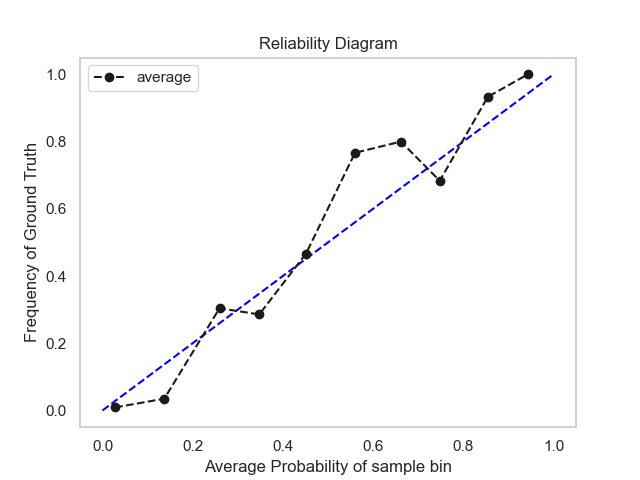 Reliability Diagram
average
Frequency of Ground Truth
1.0
0.8
0.6
0.4
0.2
0.0
0.0 0.2 0.4 0.6 0.8 1.0
Average Probability of sample bin